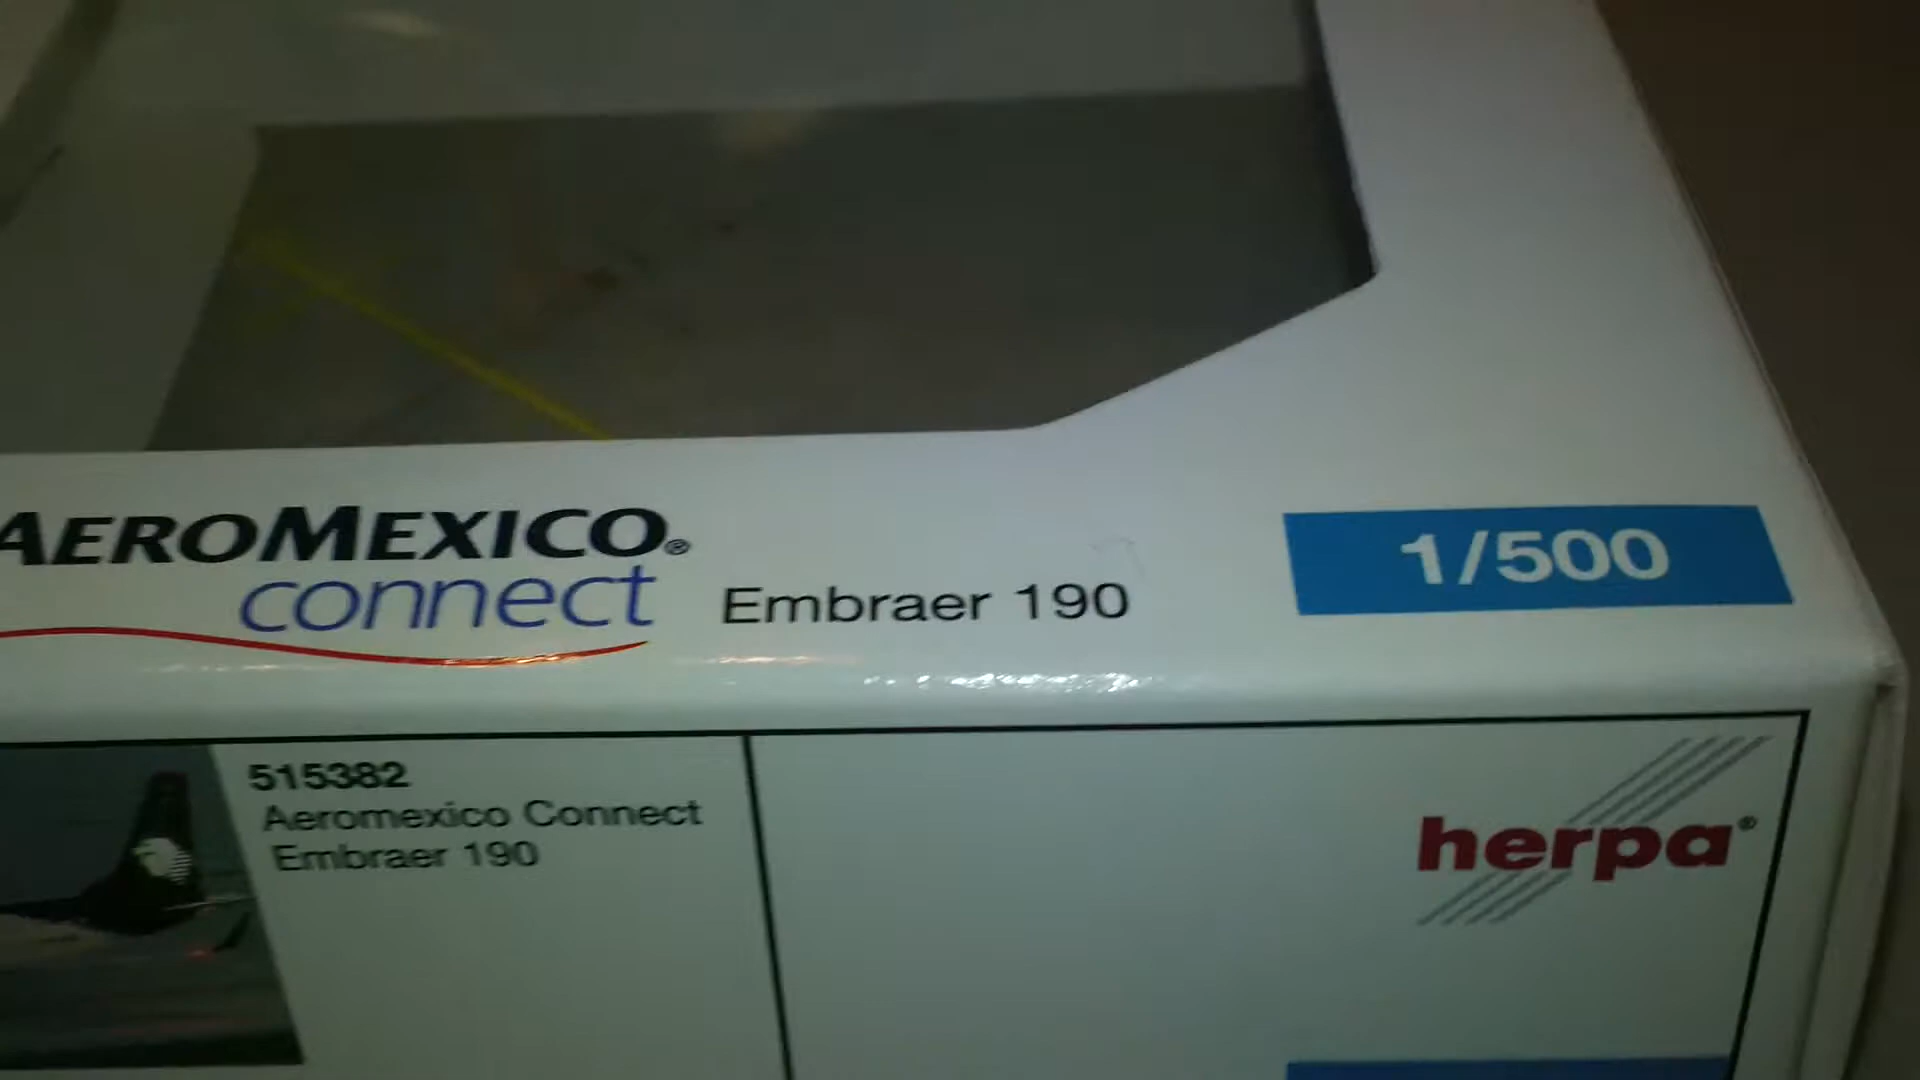 AEROMEXICO®
connect
Embraer 190
1/500
515382
Aeromexico Connect
Embraer 190
herpa®